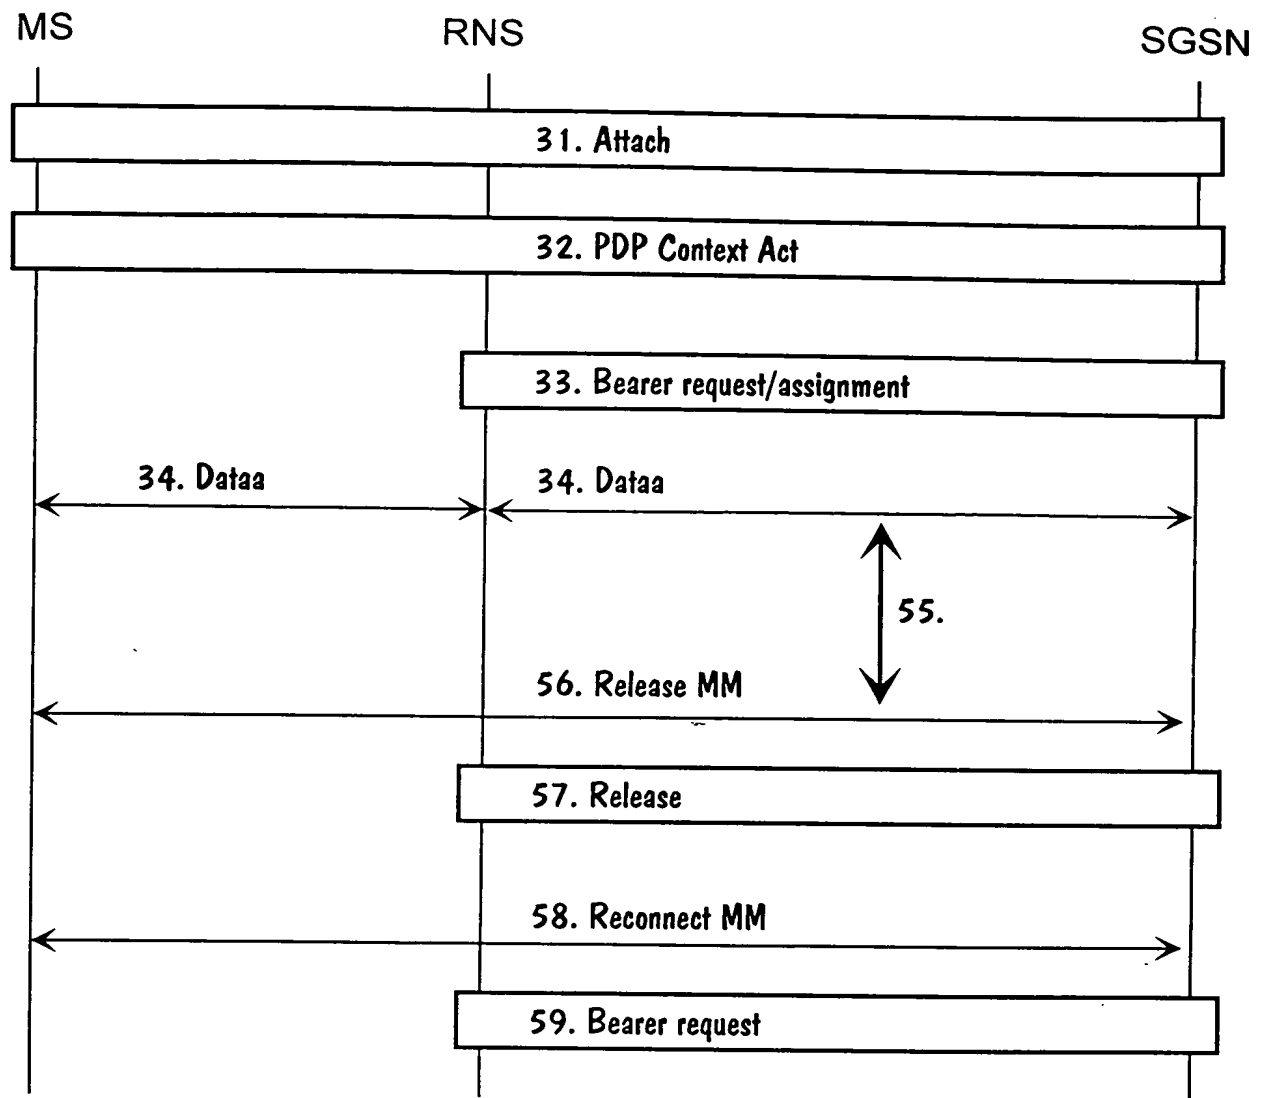 MS
RNS
SGSN
31. Attach
32. PDP Context Act
33. Bearer request/assignment
34. Dataa
34. Dataa
55.
56. Release MM
57. Release
58. Reconnect MM
59. Bearer request